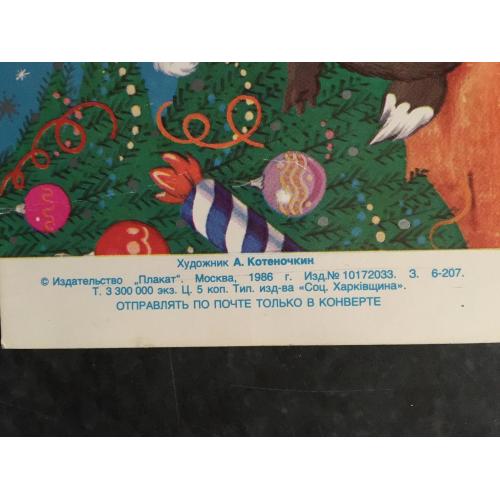 Художник А. Котеночкин
© Издательство „Плакат". Москва, 1986 г. Изд.№ 10172033. З. 6-207.
Т. 3 300 000 экз. Ц. 5 коп. Тип. изд-ва «Соц. Харкiвщина».
ОТПРАВЛЯТЬ ПО ПОЧТЕ ТОЛЬКО В КОНВЕРТЕ